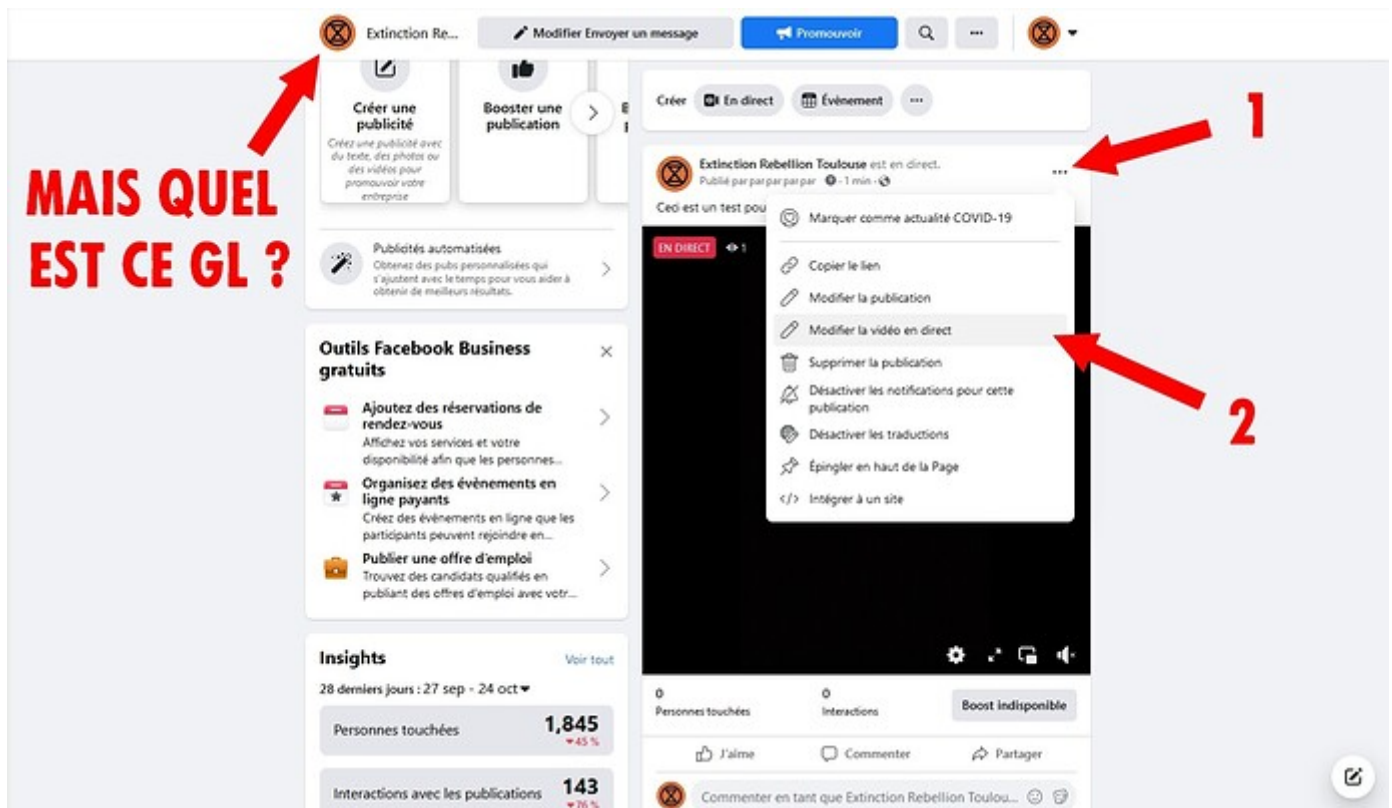 Extinction Re...
Modifier Envoyer un message
Promouvoir
MAIS QUEL
EST CE GL ?
Créer une
publicité
Créez une publicité avec
du texte, des photos ou
des vidéos pour
promouvoir votre
entreprise
Booster une
publication
Publicités automatisées
Obtenez des pubs personnalisées qui
s'ajustent avec le temps pour vous aider à
obtenir de meilleurs résultats.
Outils Facebook Business
gratuits
Ajoutez des réservations de
rendez-vous
Affichez vos services et votre
disponibilité afin que les personnes...
Organisez des évènements en
ligne payants
Créez des évènements en ligne que les
participants peuvent rejoindre en...
Publier une offre d'emploi
Trouvez des candidats qualifiés en
publiant des offres d'emploi avec votr...
Insights
Voir tout
28 derniers jours : 27 sep - 24 oct
Personnes touchées
1,845
45 %
Interactions avec les publications
143
76 %
Créer
En direct
Évènement
1
Extinction Rebellion Toulouse est en direct.
Publié par par par par par
1 min
Ceci est un test pou
EN DIRECT
1
Marquer comme actualité COVID-19
Copier le lien
Modifier la publication
Modifier la vidéo en direct
Supprimer la publication
Désactiver les notifications pour cette
publication
Désactiver les traductions
Épingler en haut de la Page
</> Intégrer à un site
2
0
Personnes touchées
0
Interactions
Boost indisponible
J'aime
Commenter
Partager
Commenter en tant que Extinction Rebellion Toulou...